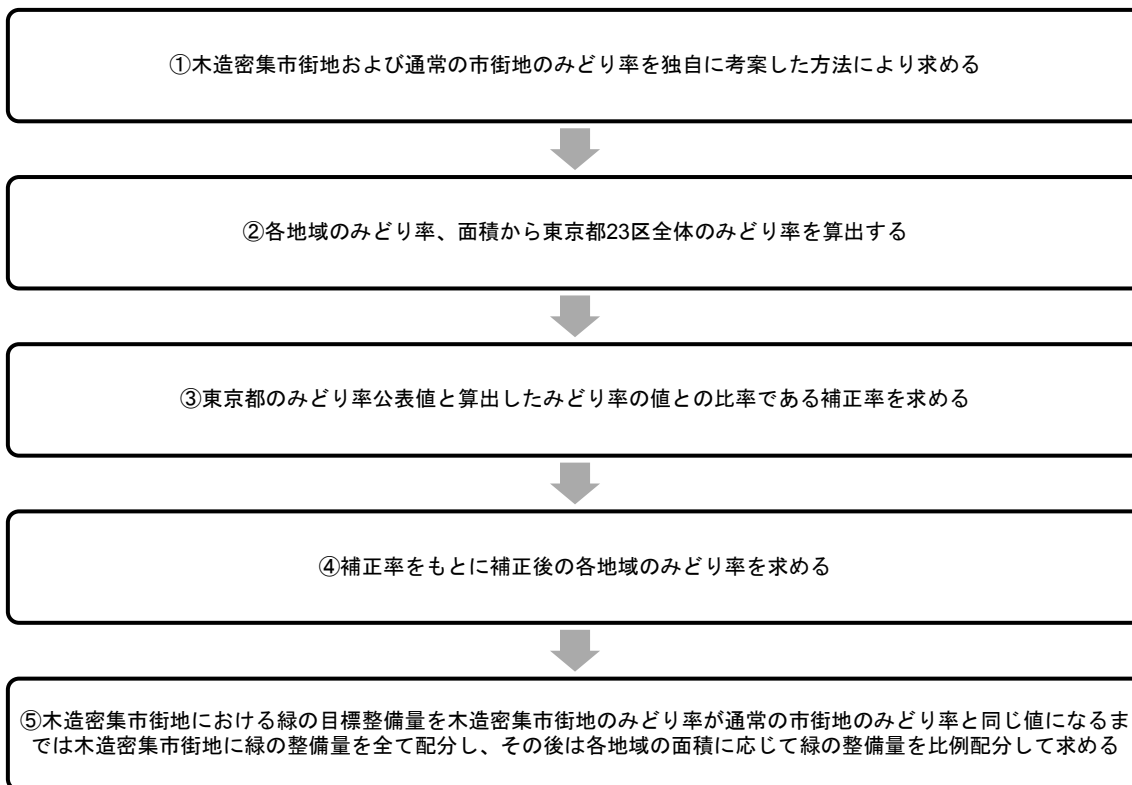 ①木造密集市街地および通常の市街地のみどり率を独自に考案した方法により求める
②各地域のみどり率、面積から東京都23区全体のみどり率を算出する
③東京都のみどり率公表値と算出したみどり率の値との比率である補正率を求める
④補正率をもとに補正後の各地域のみどり率を求める
⑤木造密集市街地における緑の目標整備量を木造密集市街地のみどり率が通常の市街地のみどり率と同じ値になるま
では木造密集市街地に緑の整備量を全て配分し、その後は各地域の面積に応じて緑の整備量を比例配分して求める